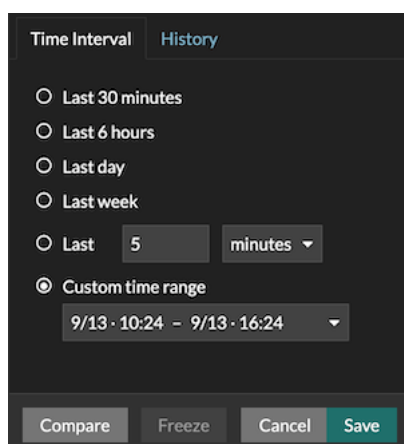 Time Interval History
Last 30 minutes
Last 6 hours
Last day
Last week
Last 5 minutes
Custom time range
9/13 · 10:24 – 9/13 · 16:24
Compare Freeze Cancel Save